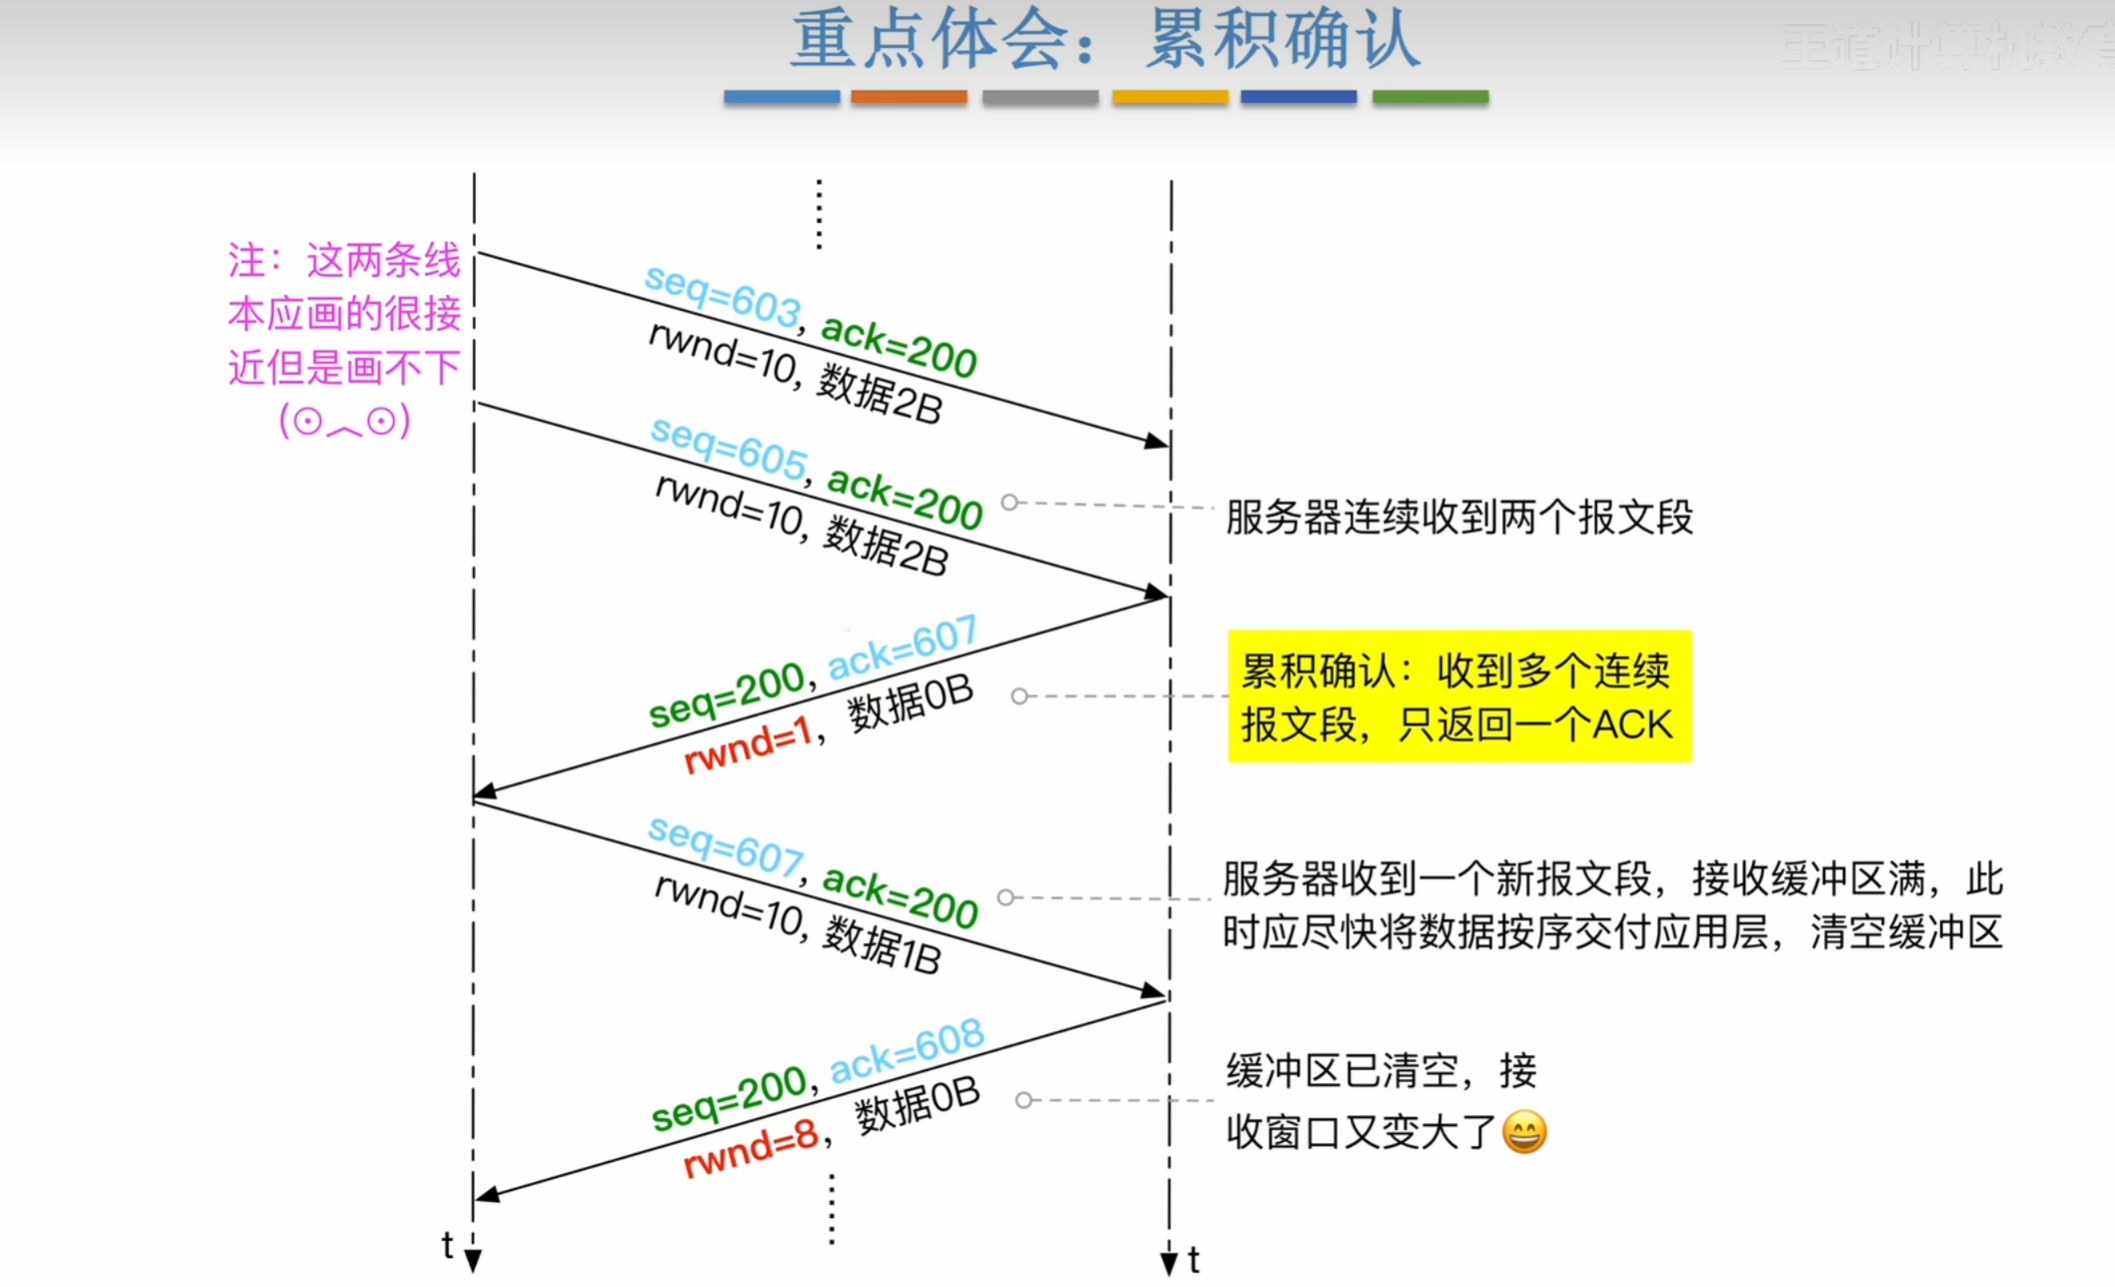 重点体会：累积确认
王道计算机教育
注：这两条线
本应画的很接
近但是画不下
(⊙︿⊙)
seq=603, ack=200
rwnd=10, 数据2B
seq=605, ack=200
rwnd=10, 数据2B
服务器连续收到两个报文段
seq=200, ack=607
rwnd=1， 数据0B
累积确认：收到多个连续
报文段，只返回一个ACK
seq=607, ack=200
rwnd=10, 数据1B
服务器收到一个新报文段，接收缓冲区满，此
时应尽快将数据按序交付应用层，清空缓冲区
seq=200, ack=608
rwnd=8， 数据0B
缓冲区已清空，接
收窗口又变大了😄
t
t